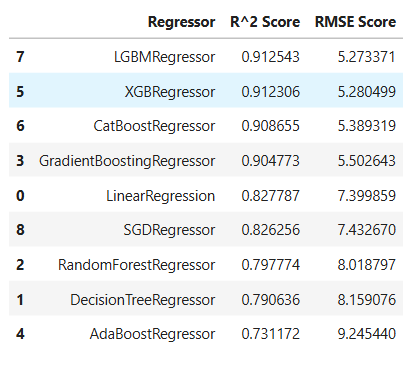 Regressor R^2 Score RMSE Score
7 LGBMRegressor 0.912543 5.273371
5 XGBRegressor 0.912306 5.280499
6 CatBoostRegressor 0.908655 5.389319
3 GradientBoostingRegressor 0.904773 5.502643
0 LinearRegression 0.827787 7.399859
8 SGDRegressor 0.826256 7.432670
2 RandomForestRegressor 0.797774 8.018797
1 DecisionTreeRegressor 0.790636 8.159076
4 AdaBoostRegressor 0.731172 9.245440